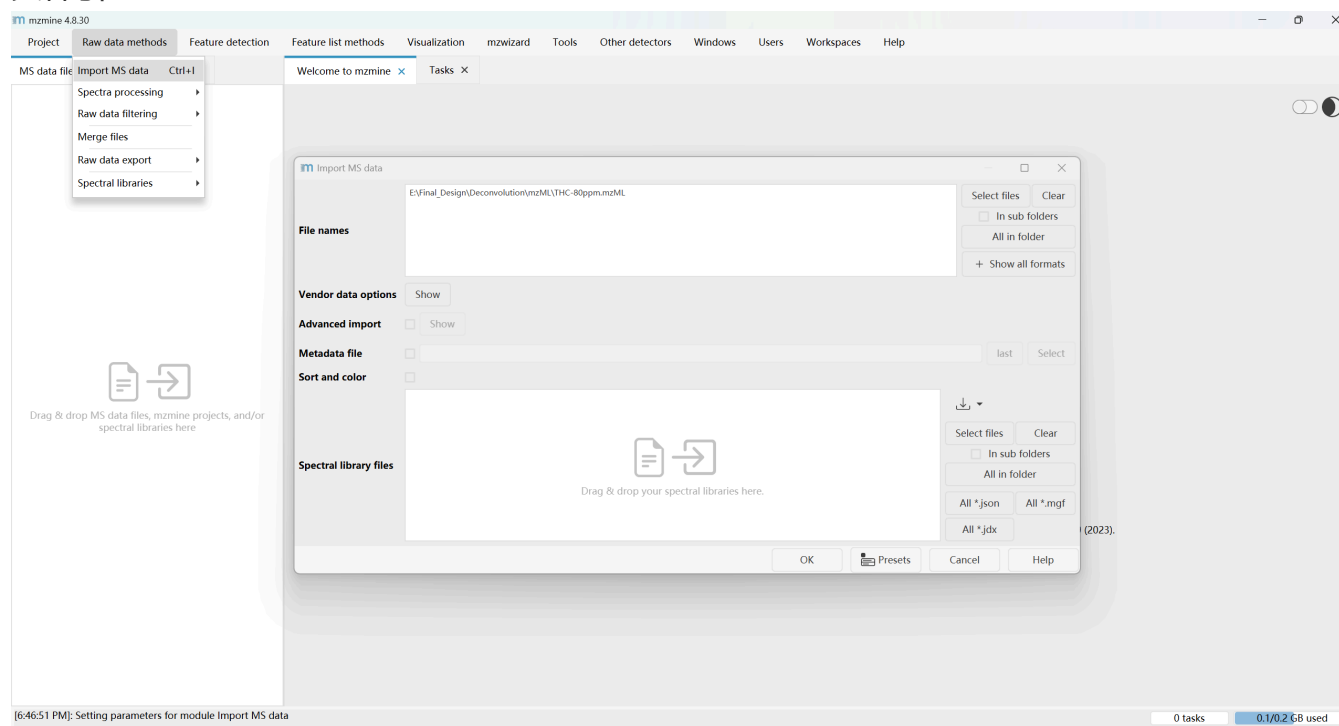 mzmine 4.8.30
Project Raw data methods Feature detection Feature list methods Visualization mzwizard Tools Other detectors Windows Users Workspaces Help
MS data file
Welcome to mzmine × Tasks ×
Import MS data Ctrl+I
Spectra processing
Raw data filtering
Merge files
Raw data export
Spectral libraries
Import MS data
File names
E:\Final_Design\Deconvolution\mzML\THC-80ppm.mzML
Select files Clear
In sub folders
All in folder
+ Show all formats
Vendor data options Show
Advanced import Show
Metadata file last Select
Sort and color
Spectral library files
Drag & drop your spectral libraries here.
Select files Clear
In sub folders
All in folder
All *.json All *.mgf
All *.jdx
OK Presets Cancel Help
Drag & drop MS data files, mzmine projects, and/or
spectral libraries here
(2023).
[6:46:51 PM]: Setting parameters for module Import MS data
0 tasks 0.1/0.2 GB used